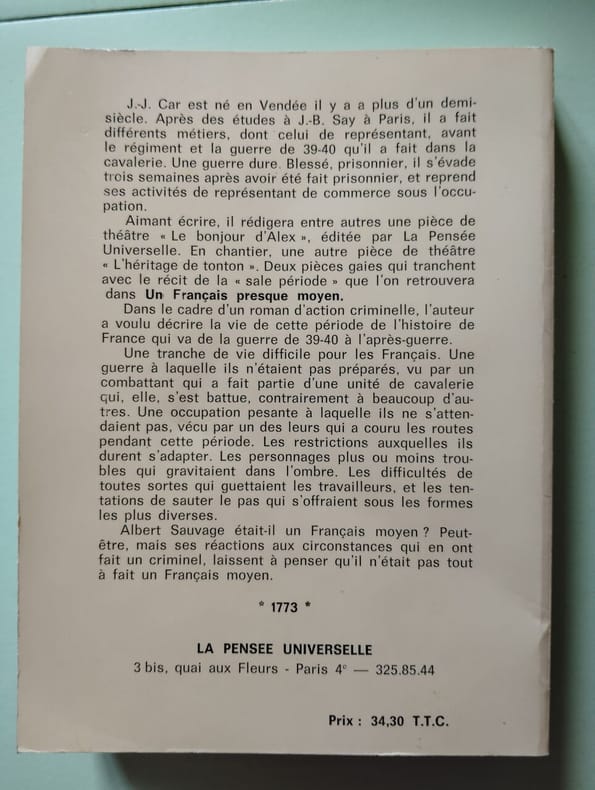 J.-J. Car est né en Vendée il y a a plus d'un demi-
siècle. Après des études à J.-B. Say à Paris, il a fait
différents métiers, dont celui de représentant, avant
le régiment et la guerre de 39-40 qu'il a fait dans la
cavalerie. Une guerre dure. Blessé, prisonnier, il s'évade
trois semaines après avoir été fait prisonnier, et reprend
ses activités de représentant de commerce sous l'occu-
pation.
Aimant écrire, il rédigera entre autres une pièce de
théâtre « Le bonjour d'Alex », éditée par La Pensée
Universelle. En chantier, une autre pièce de théâtre
« L'héritage de tonton ». Deux pièces gaies qui tranchent
avec le récit de la « sale période » que l'on retrouvera
dans Un Français presque moyen.
Dans le cadre d'un roman d'action criminelle, l'auteur
a voulu décrire la vie de cette période de l'histoire de
France qui va de la guerre de 39-40 à l'après-guerre.
Une tranche de vie difficile pour les Français. Une
guerre à laquelle ils n'étaient pas préparés, vu par un
combattant qui a fait partie d'une unité de cavalerie
qui, elle, s'est battue, contrairement à beaucoup d'au-
tres. Une occupation pesante à laquelle ils ne s'atten-
daient pas, vécu par un des leurs qui a couru les routes
pendant cette période. Les restrictions auxquelles ils
durent s'adapter. Les personnages plus ou moins trou-
bles qui gravitaient dans l'ombre. Les difficultés de
toutes sortes qui guettaient les travailleurs, et les ten-
tations de sauter le pas qui s'offraient sous les formes
les plus diverses.
Albert Sauvage était-il un Français moyen ? Peut-
être, mais ses réactions aux circonstances qui en ont
fait un criminel, laissent à penser qu'il n'était pas tout
à fait un Français moyen.
* 1773 *
LA PENSEE UNIVERSELLE
3 bis, quai aux Fleurs - Paris 4e — 325.85.44
Prix : 34,30 T.T.C.